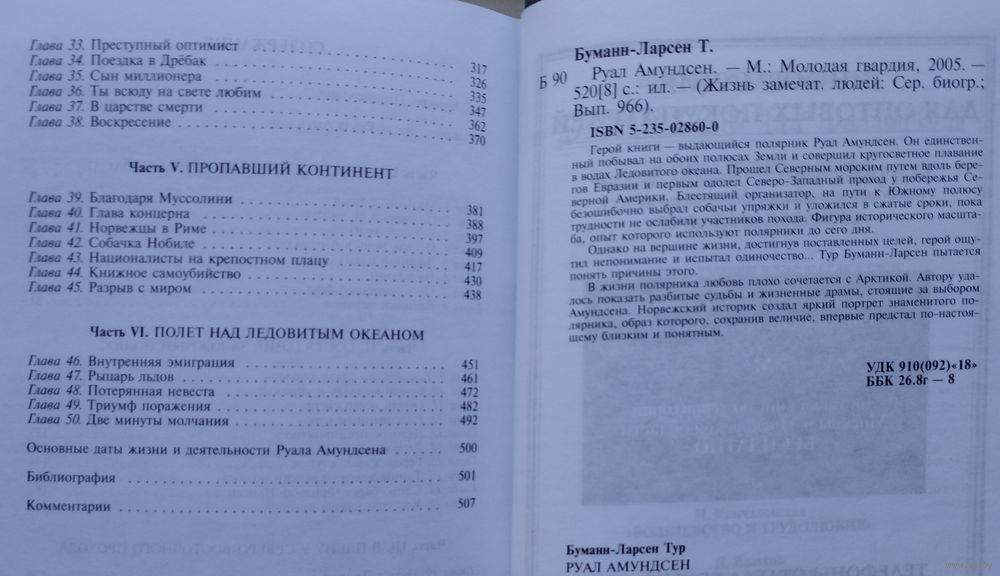 Глава 33. Преступный оптимист 317
Глава 34. Поездка в Дрёбак 326
Глава 35. Сын миллионера 335
Глава 36. Ты всюду на свете любим 347
Глава 37. В царстве смерти 362
Глава 38. Воскресение 370
Часть V. ПРОПАВШИЙ КОНТИНЕНТ
Глава 39. Благодаря Муссолини 381
Глава 40. Глава концерна 388
Глава 41. Норвежцы в Риме 397
Глава 42. Собачка Нобиле 409
Глава 43. Националисты на крепостном плацу 417
Глава 44. Книжное самоубийство 430
Глава 45. Разрыв с миром 438
Часть VI. ПОЛЕТ НАД ЛЕДОВИТЫМ ОКЕАНОМ
Глава 46. Внутренняя эмиграция 451
Глава 47. Рыцарь льдов 461
Глава 48. Потерянная невеста 472
Глава 49. Триумф поражения 482
Глава 50. Две минуты молчания 492
Основные даты жизни и деятельности Руала Амундсена 500
Библиография 501
Комментарии 507
Буманн-Ларсен Т.
Б 90 Руал Амундсен. — М.: Молодая гвардия, 2005. —
520[8] с.: ил. — (Жизнь замечат. людей: Сер. биогр.;
Вып. 966).
ISBN 5-235-02860-0
Герой книги — выдающийся полярник Руал Амундсен. Он единствен-
ный побывал на обоих полюсах Земли и совершил кругосветное плавание
в водах Ледовитого океана. Прошел Северным морским путем вдоль бере-
гов Евразии и первым одолел Северо-Западный проход у побережья Се-
верной Америки. Блестящий организатор, на пути к Южному полюсу
безошибочно выбрал собачьи упряжки и уложился в сжатые сроки, пока
трудности не ослабили участников похода. Фигура исторического масшта-
ба, опыт которого используют полярники до сего дня.
Однако на вершине жизни, достигнув поставленных целей, герой ощу-
тил непонимание и испытал одиночество... Тур Буманн-Ларсен пытается
понять причины этого.
В жизни полярника любовь плохо сочетается с Арктикой. Автору уда-
лось показать разбитые судьбы и жизненные драмы, стоящие за выбором
Амундсена. Норвежский историк создал яркий портрет знаменитого по-
лярника, образ которого, сохранив величие, впервые предстал по-настоя-
щему близким и понятным.
УДК 910(092)«18»
ББК 26.8г — 8
Буманн-Ларсен Тур
РУАЛ АМУНДСЕН